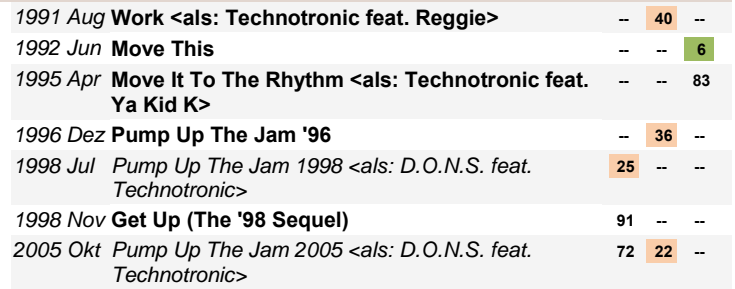 1991 Aug Work <als: Technotronic feat. Reggie> -- 40 --
1992 Jun Move This -- -- 6
1995 Apr Move It To The Rhythm <als: Technotronic feat. -- -- 83
Ya Kid K>
1996 Dez Pump Up The Jam '96 -- 36 --
1998 Jul Pump Up The Jam 1998 <als: D.O.N.S. feat. 25 -- --
Technotronic>
1998 Nov Get Up (The '98 Sequel) 91 -- --
2005 Okt Pump Up The Jam 2005 <als: D.O.N.S. feat. 72 22 --
Technotronic>